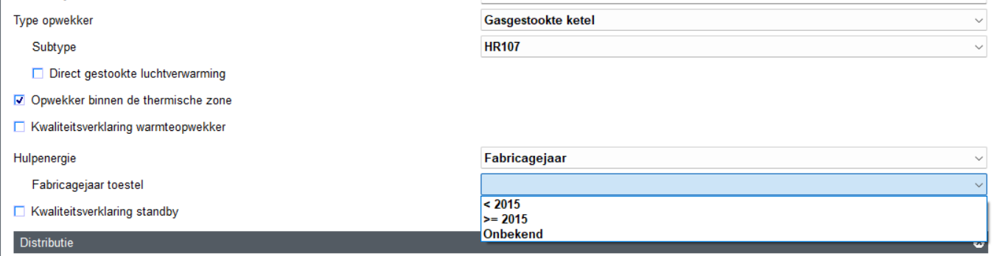 Type opwekker
Gasgestookte ketel
Subtype
HR107
Direct gestookte luchtverwarming
Opwekker binnen de thermische zone
Kwaliteitsverklaring warmteopwekker
Hulpenergie
Fabricagejaar
Fabricagejaar toestel
< 2015
>= 2015
Onbekend
Kwaliteitsverklaring standby
Distributie